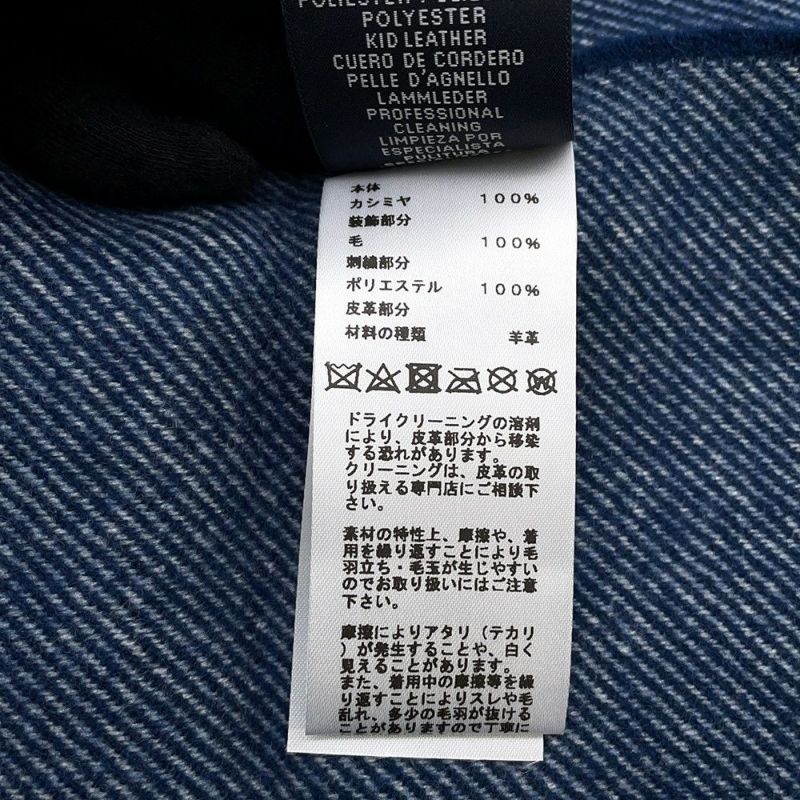 POLYESTER
KID LEATHER
CUERO DE CORDERO
PELLE D'AGNELLO
LAMMLEDER
PROFESSIONAL
CLEANING
LIMPIEZA POR
ESPECIALISTA
本体
カシミヤ 100%
装飾部分
毛 100%
刺繍部分
ポリエステル 100%
皮革部分
材料の種類 羊革
W
ドライクリーニングの溶剤
により、皮革部分から移染
する恐れがあります。
クリーニングは、皮革の取
り扱える専門店にご相談下
さい。
素材の特性上、摩擦や、着
用を繰り返すことにより毛
羽立ち・毛玉が生じやすい
のでお取り扱いにはご注意
下さい。
摩擦によりアタリ（テカリ
）が発生することや、白く
見えることがあります。
また、着用中の摩擦等を繰
り返すことによりスレや毛
乱れ、多少の毛羽が抜ける
ことがありますので丁寧に